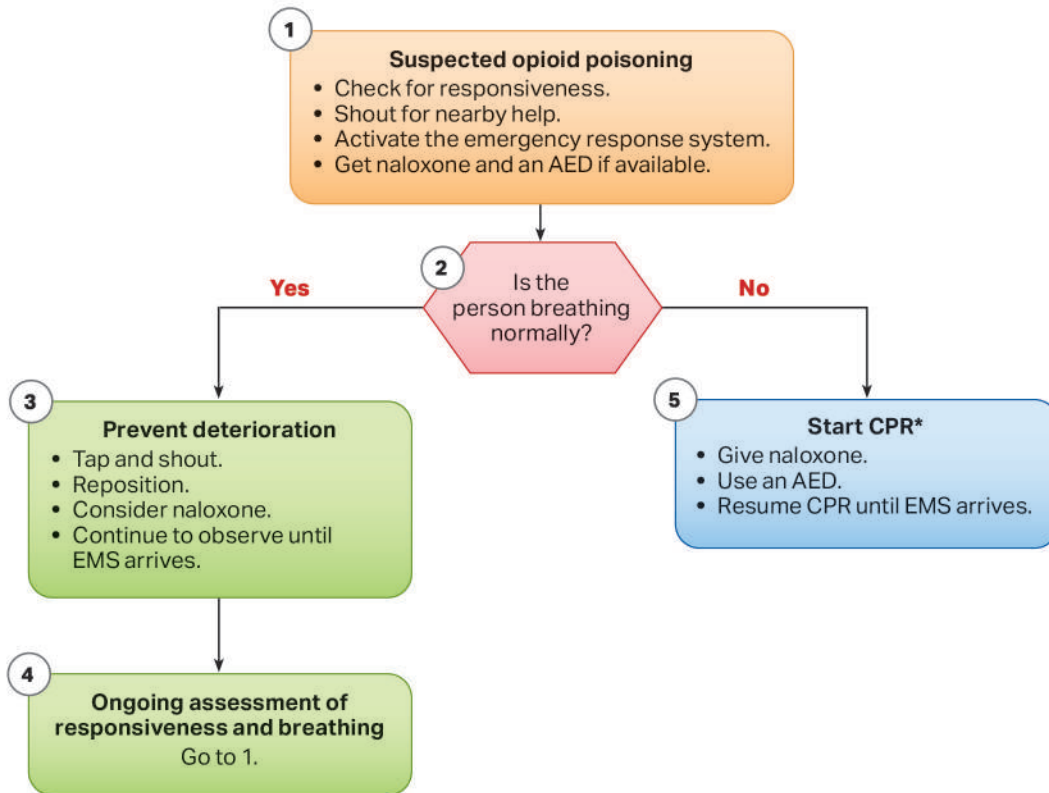 1
Suspected opioid poisoning
• Check for responsiveness.
• Shout for nearby help.
• Activate the emergency response system.
• Get naloxone and an AED if available.
2
Is the
person breathing
normally?
Yes
No
3
Prevent deterioration
• Tap and shout.
• Reposition.
• Consider naloxone.
• Continue to observe until
EMS arrives.
5
Start CPR*
• Give naloxone.
• Use an AED.
• Resume CPR until EMS arrives.
4
Ongoing assessment of
responsiveness and breathing
Go to 1.